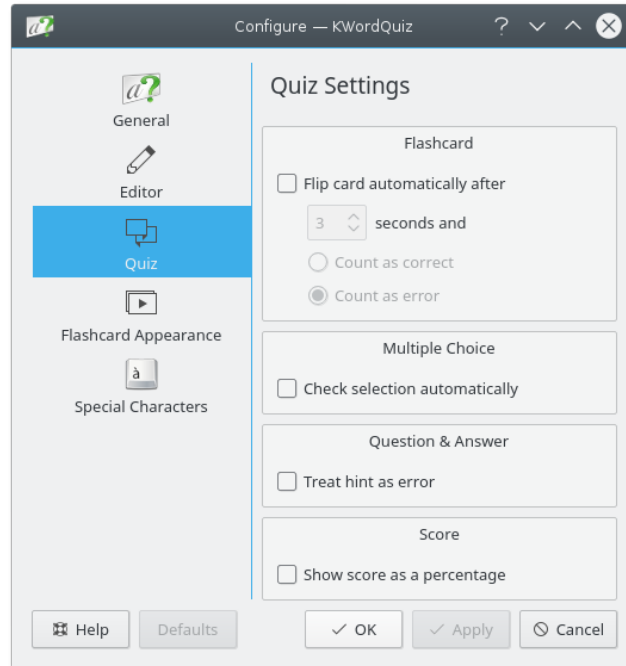 Configure — KWordQuiz
General
Editor
Quiz
Flashcard Appearance
à
Special Characters
Quiz Settings
Flashcard
Flip card automatically after
3 seconds and
Count as correct
Count as error
Multiple Choice
Check selection automatically
Question & Answer
Treat hint as error
Score
Show score as a percentage
Help Defaults OK Apply Cancel